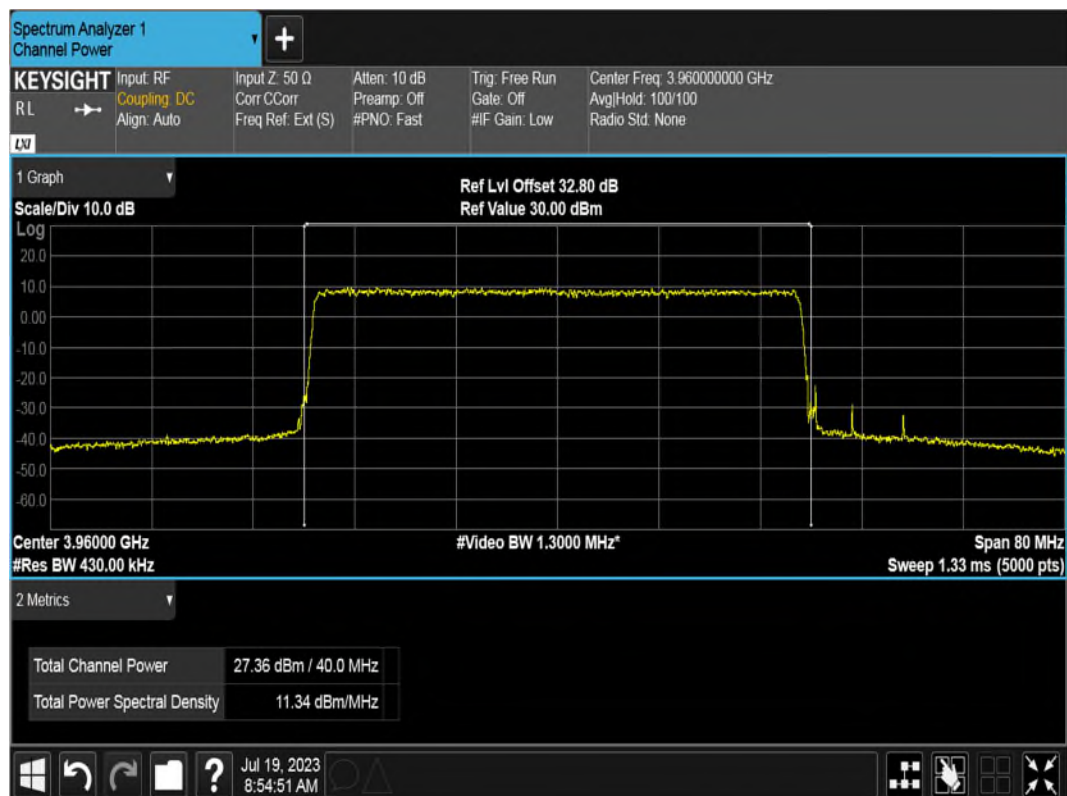 Spectrum Analyzer 1
Channel Power
+
KEYSIGHT
RL
LXI
Input: RF
Coupling: DC
Align: Auto
Input Z: 50 Ω
Corr CCorr
Freq Ref: Ext (S)
Atten: 10 dB
Preamp: Off
#PNO: Fast
Trig: Free Run
Gate: Off
#IF Gain: Low
Center Freq: 3.960000000 GHz
Avg|Hold: 100/100
Radio Std: None
1 Graph
Scale/Div 10.0 dB
Ref Lvl Offset 32.80 dB
Ref Value 30.00 dBm
Log
20.0
10.0
0.00
-10.0
-20.0
-30.0
-40.0
-50.0
-60.0
Center 3.96000 GHz
#Res BW 430.00 kHz
#Video BW 1.3000 MHz*
Span 80 MHz
Sweep 1.33 ms (5000 pts)
2 Metrics
Total Channel Power 27.36 dBm / 40.0 MHz
Total Power Spectral Density 11.34 dBm/MHz
?
Jul 19, 2023
8:54:51 AM